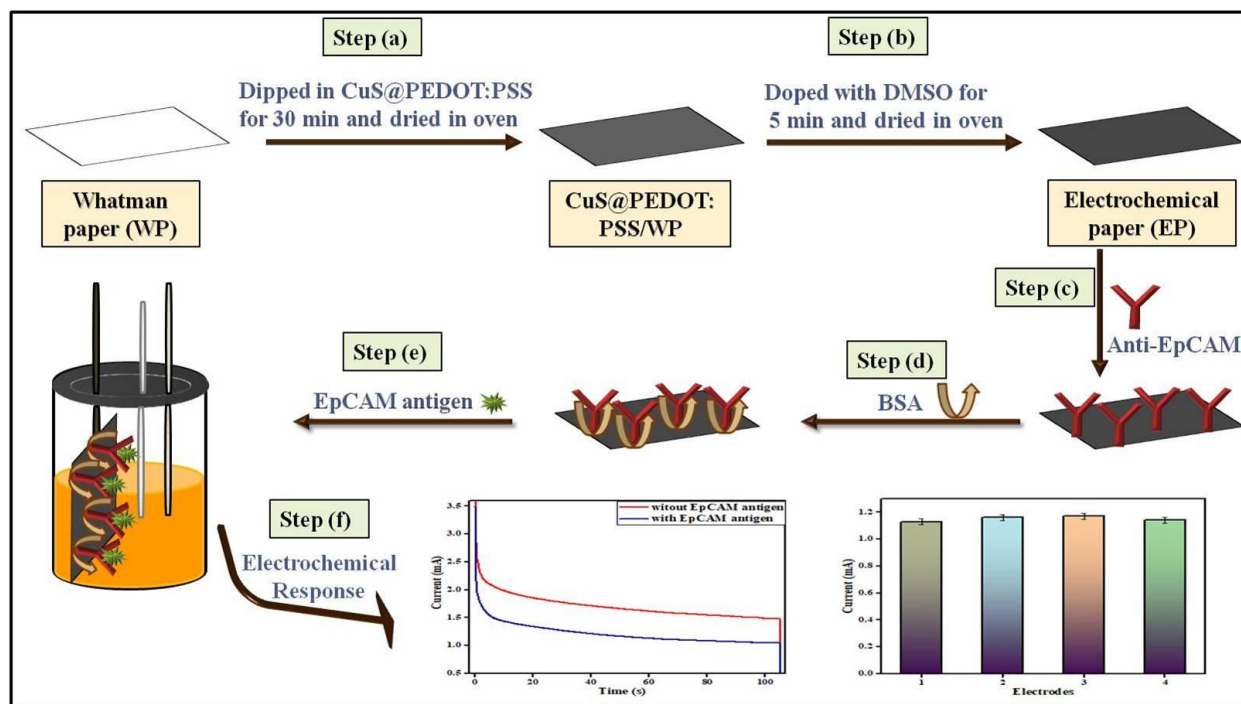 Step (a)
Dipped in CuS@PEDOT:PSS
for 30 min and dried in oven
Step (b)
Doped with DMSO for
5 min and dried in oven
Whatman
paper (WP)
CuS@PEDOT:
PSS/WP
Electrochemical
paper (EP)
Step (c)
Anti-EpCAM
Step (d)
BSA
Step (e)
EpCAM antigen
Step (f)
Electrochemical
Response
witout EpCAM antigen
with EpCAM antigen
Current (mA)
3.5
3.0
2.5
2.0
1.5
1.0
0.5
0 20 40 60 80 100
Time (s)
Current (mA)
1.2
1.0
0.8
0.6
0.4
0.2
0.0
1 2 3 4
Electrodes